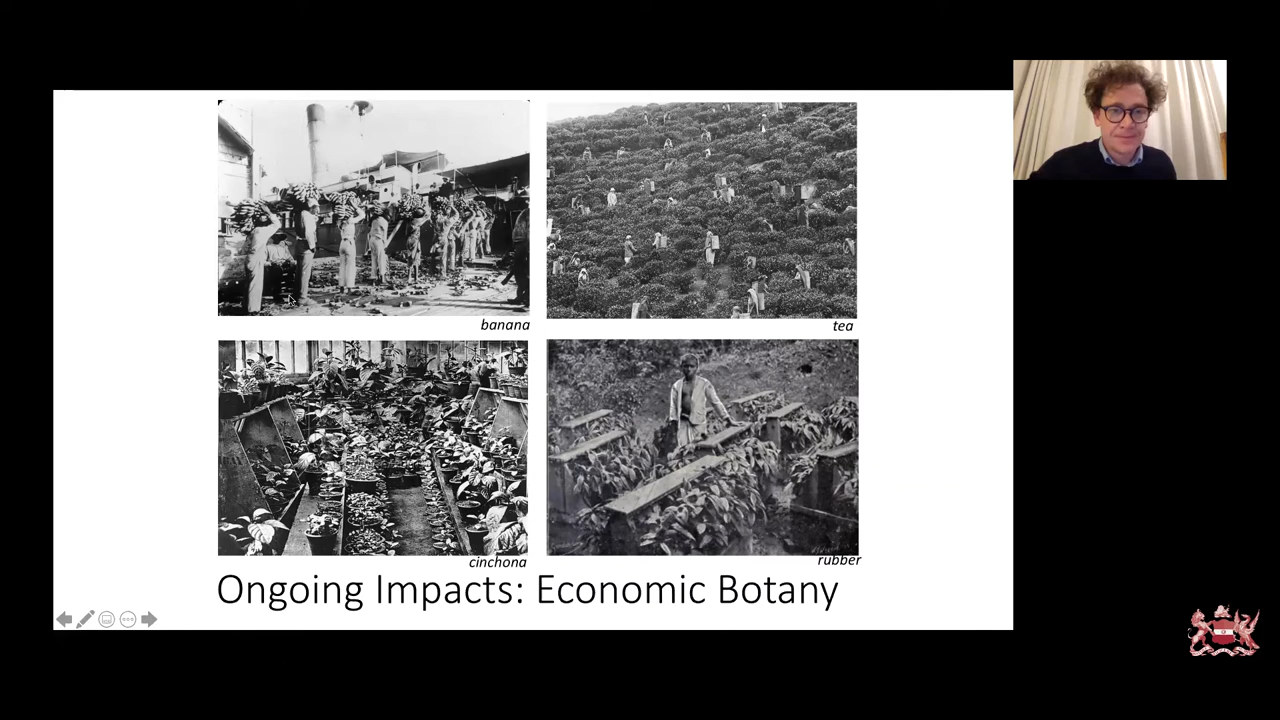 banana
tea
cinchona
rubber
Ongoing Impacts: Economic Botany